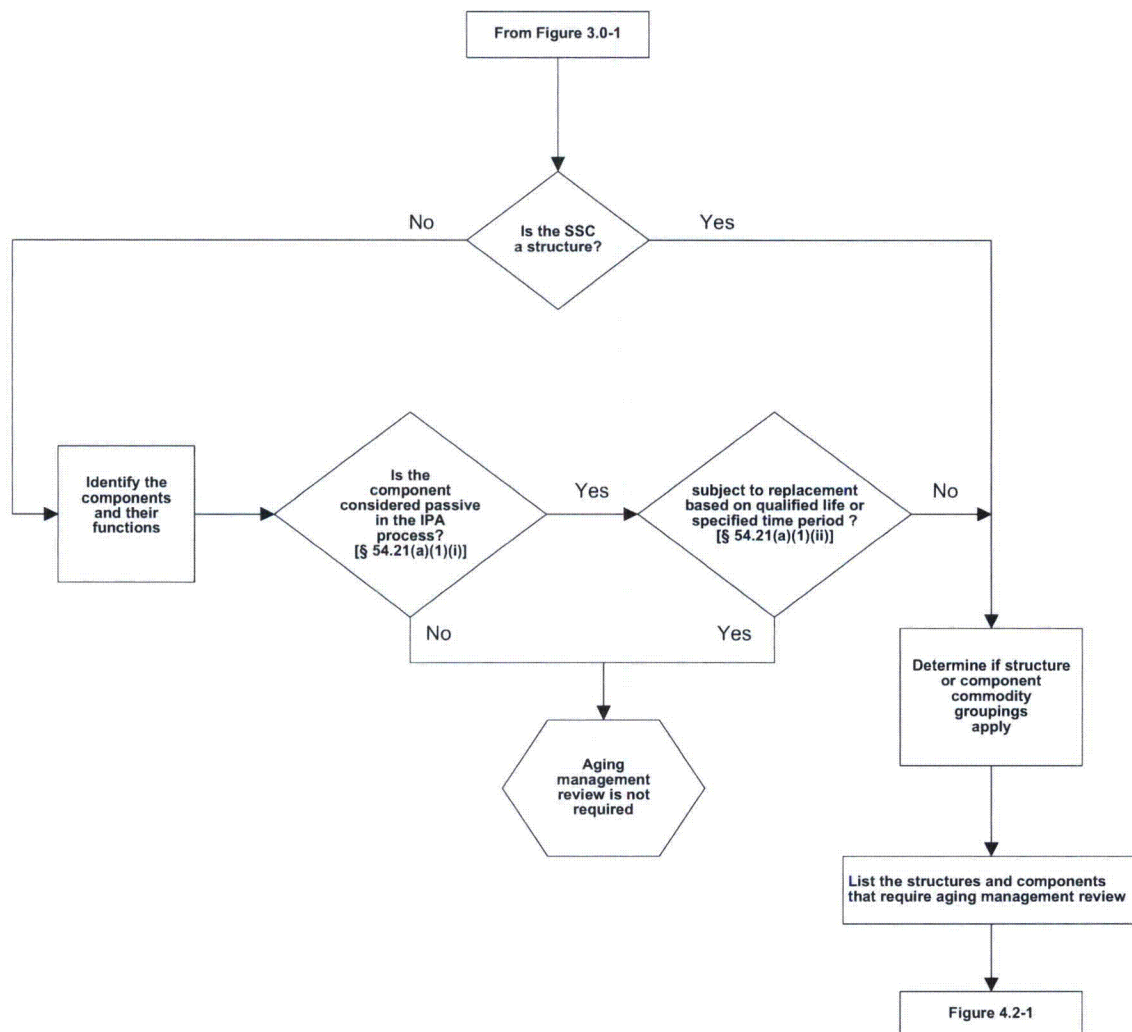 From Figure 3.0-1
No
Yes
Is the SSC
a structure?
Identify the
components
and their
functions
Is the
component
considered passive
in the IPA
process?
[§ 54.21(a)(1)(i)]
Yes
subject to replacement
based on qualified life or
specified time period ?
[§ 54.21(a)(1)(ii)]
No
No
Yes
Determine if structure
or component
commodity
groupings
apply
Aging
management
review is not
required
List the structures and components
that require aging management review
Figure 4.2-1